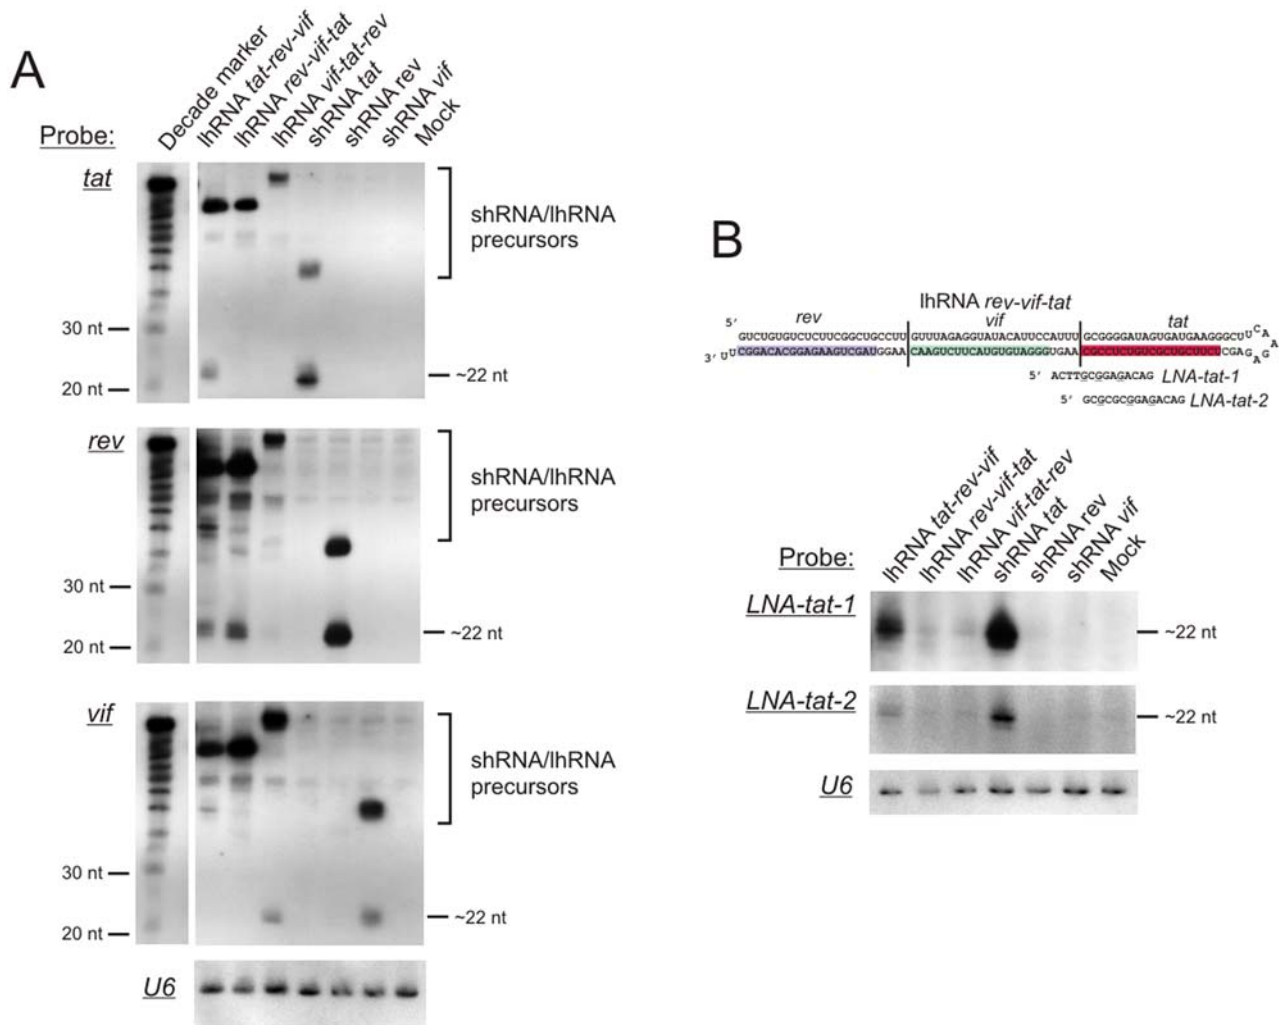 A
Probe:
Decade marker
lhRNA tat-rev-vif
lhRNA rev-vif-tat
lhRNA vif-tat-rev
shRNA tat
shRNA rev
shRNA vif
Mock
tat
shRNA/lhRNA
precursors
30 nt
20 nt
~22 nt
rev
shRNA/lhRNA
precursors
30 nt
20 nt
~22 nt
vif
shRNA/lhRNA
precursors
30 nt
20 nt
~22 nt
U6
B
lhRNA rev-vif-tat
rev vif tat
5′ GUCUGUGUCUCUUCGGCUGCCUU GUUUAGAGGUAUACAUUCCAUUU GCGGGGAUAGUGAUGAAGGGCUUCAA
3′ UUCGGACACGGAGAAGUCGAUGGAAC CAAGUCUUCAUGUGUAGGGUGAA CGCCUCUGUCGCUGCUUCUCGAGAGA
5′ ACTTGCGGAGACAG LNA-tat-1
5′ GCGCGCGGAGACAG LNA-tat-2
Probe:
lhRNA tat-rev-vif
lhRNA rev-vif-tat
lhRNA vif-tat-rev
shRNA tat
shRNA rev
shRNA vif
Mock
LNA-tat-1
~22 nt
LNA-tat-2
~22 nt
U6